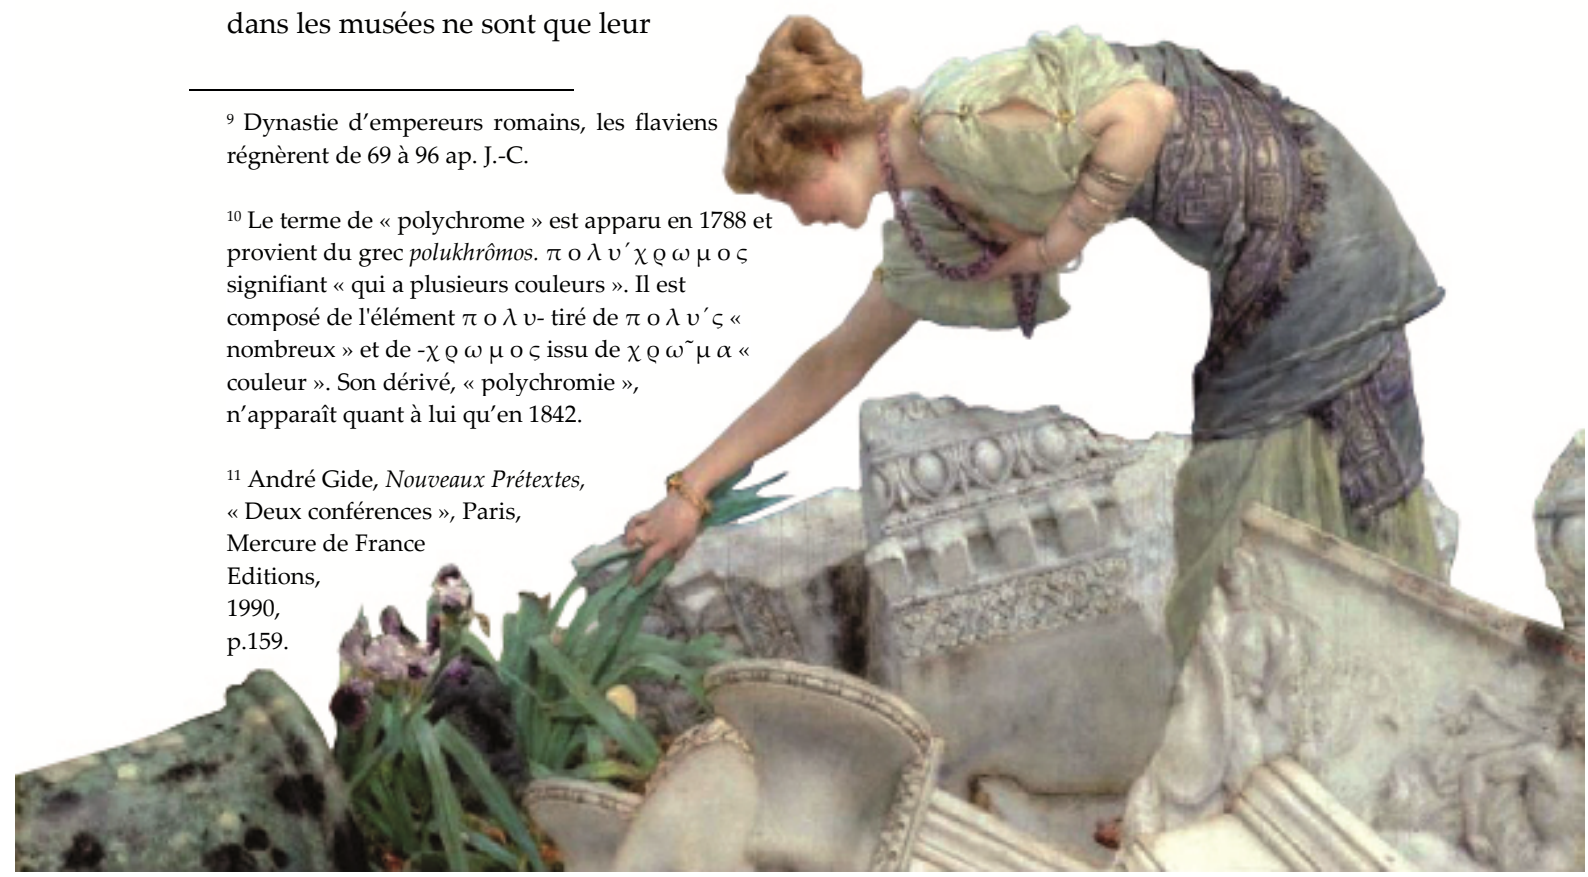 dans les musées ne sont que leur
⁹ Dynastie d’empereurs romains, les flaviens
régnèrent de 69 à 96 ap. J.-C.
¹⁰ Le terme de « polychrome » est apparu en 1788 et
provient du grec polukhrômos. π ο λ υ ́ χ ρ ω μ ο ς
signifiant « qui a plusieurs couleurs ». Il est
composé de l'élément π ο λ υ- tiré de π ο λ υ ́ ς «
nombreux » et de -χ ρ ω μ ο ς issu de χ ρ ω ̃ μ α «
couleur ». Son dérivé, « polychromie »,
n’apparaît quant à lui qu’en 1842.
¹¹ André Gide, Nouveaux Prétextes,
« Deux conférences », Paris,
Mercure de France
Editions,
1990,
p.159.